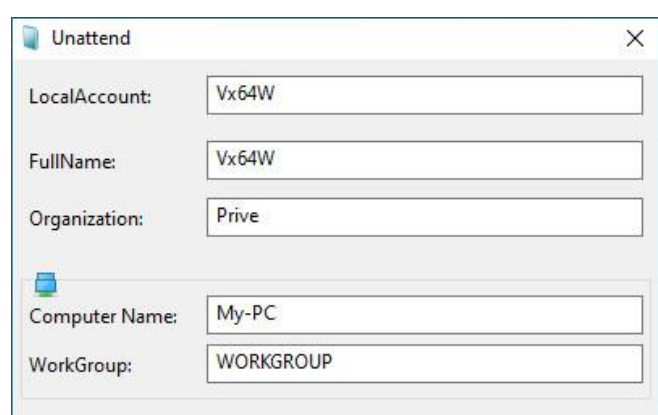 Unattend
LocalAccount: Vx64W
FullName: Vx64W
Organization: Prive
Computer Name: My-PC
WorkGroup: WORKGROUP